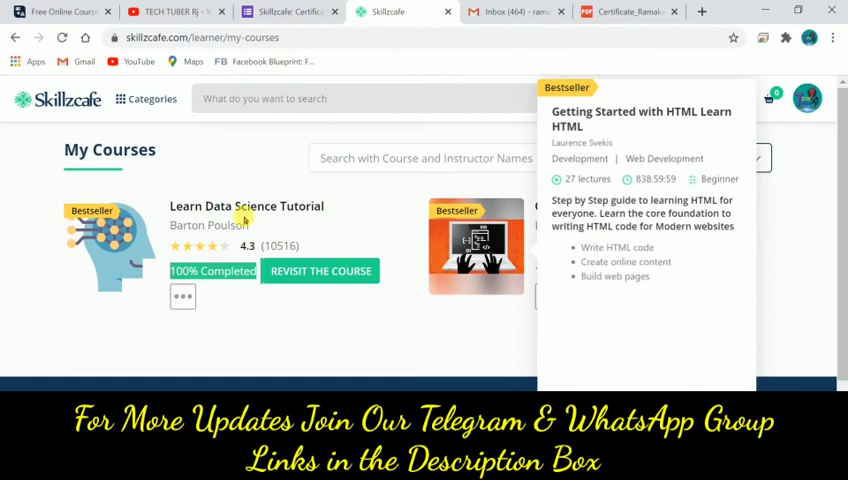 Free Online Cours
TECH TUBER Rj -
Skillzcafe: Certifica
Skillzcafe
Inbox (464) - rama
Certificate_Ramak
skillzcafe.com/learner/my-courses
Apps
Gmail
YouTube
Maps
FB
Facebook Blueprint: F...
Skillzcafe
Categories
What do you want to search
0
My Courses
Search with Course and Instructor Names
Bestseller
Learn Data Science Tutorial
Barton Poulson
4.3 (10516)
100% Completed
REVISIT THE COURSE
Bestseller
Bestseller
Getting Started with HTML Learn
HTML
Laurence Svekis
Development | Web Development
27 lectures
838:59:59
Beginner
Step by Step guide to learning HTML for
everyone. Learn the core foundation to
writing HTML code for Modern websites
Write HTML code
Create online content
Build web pages
For More Updates Join Our Telegram & WhatsApp Group
Links in the Description Box